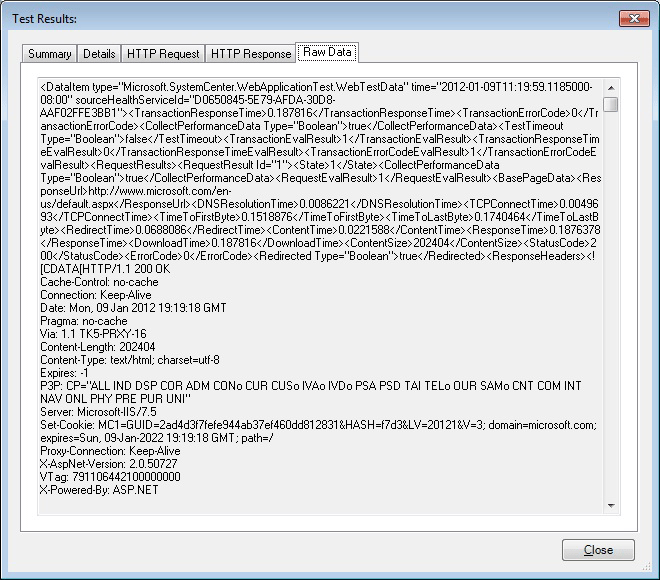 Test Results:
Summary Details HTTP Request HTTP Response Raw Data
<DataItem type="Microsoft.SystemCenter.WebApplicationTest.WebTestData" time="2012-01-09T11:19:59.1185000-
08:00" sourceHealthServiceId="D0650845-5E79-AFDA-30D8-
AAF02FFE3BB1"><TransactionResponseTime>0.187816</TransactionResponseTime><TransactionErrorCode>0</Tr
ansactionErrorCode><CollectPerformanceData Type="Boolean">true</CollectPerformanceData><TestTimeout
Type="Boolean">false</TestTimeout><TransactionEvalResult>1</TransactionEvalResult><TransactionResponseTim
eEvalResult>0</TransactionResponseTimeEvalResult><TransactionErrorCodeEvalResult>1</TransactionErrorCodeE
valResult><RequestResults><RequestResult Id="1"><State>1</State><CollectPerformanceData
Type="Boolean">true</CollectPerformanceData><RequestEvalResult>1</RequestEvalResult><BasePageData><Res
ponseUrl>http://www.microsoft.com/en-
us/default.aspx</ResponseUrl><DNSResolutionTime>0.0086221</DNSResolutionTime><TCPConnectTime>0.00496
93</TCPConnectTime><TimeToFirstByte>0.1518876</TimeToFirstByte><TimeToLastByte>0.1740464</TimeToLastB
yte><RedirectTime>0.0688086</RedirectTime><ContentTime>0.0221588</ContentTime><ResponseTime>0.1876378
</ResponseTime><DownloadTime>0.187816</DownloadTime><ContentSize>202404</ContentSize><StatusCode>2
00</StatusCode><ErrorCode>0</ErrorCode><Redirected Type="Boolean">true</Redirected><ResponseHeaders><!
[CDATA[HTTP/1.1 200 OK
Cache-Control: no-cache
Connection: Keep-Alive
Date: Mon, 09 Jan 2012 19:19:18 GMT
Pragma: no-cache
Via: 1.1 TK5-PRXY-16
Content-Length: 202404
Content-Type: text/html; charset=utf-8
Expires: -1
P3P: CP="ALL IND DSP COR ADM CONo CUR CUSo IVAo IVDo PSA PSD TAI TELo OUR SAMo CNT COM INT
NAV ONL PHY PRE PUR UNI"
Server: Microsoft-IIS/7.5
Set-Cookie: MC1=GUID=2ad4d3f7fefe944ab37ef460dd812831&HASH=f7d3&LV=20121&V=3; domain=microsoft.com;
expires=Sun, 09-Jan-2022 19:19:18 GMT; path=/
Proxy-Connection: Keep-Alive
X-AspNet-Version: 2.0.50727
VTag: 791106442100000000
X-Powered-By: ASP.NET
Close